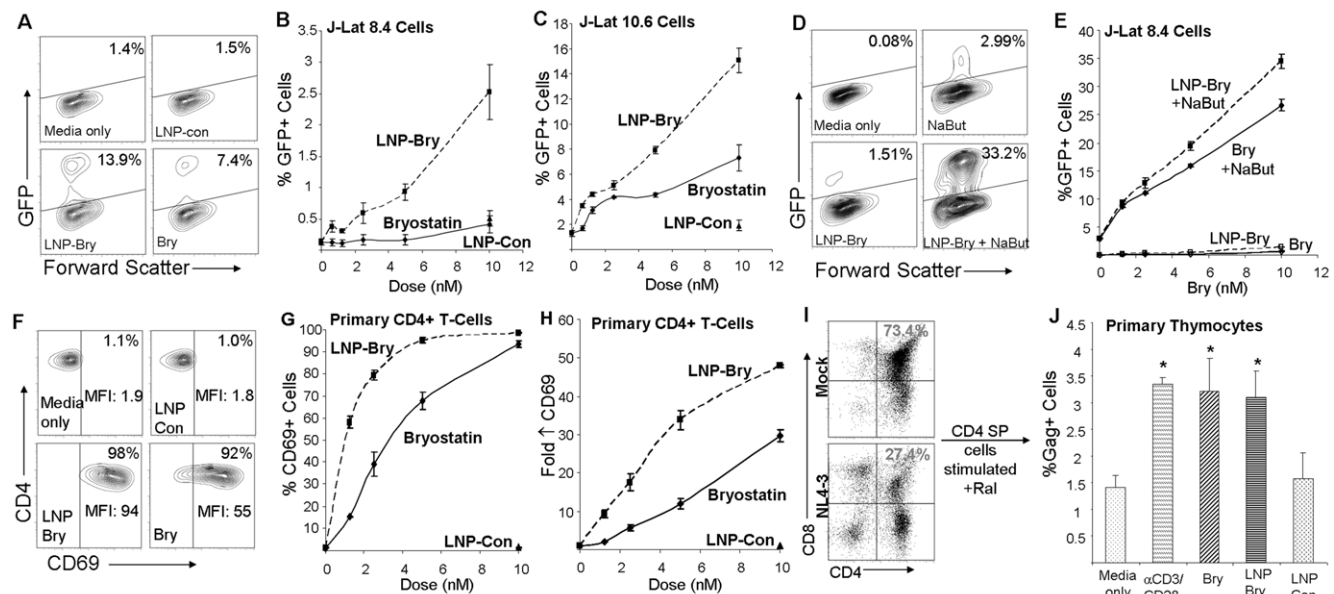 A
1.4%
1.5%
Media only
LNP-con
13.9%
7.4%
LNP-Bry
Bry
GFP
Forward Scatter
B
J-Lat 8.4 Cells
% GFP+ Cells
3
2.5
2
1.5
1
0.5
0
LNP-Bry
Bryostatin
LNP-Con
0 2 4 6 8 10 12
Dose (nM)
C
J-Lat 10.6 Cells
% GFP+ Cells
18
16
14
12
10
8
6
4
2
LNP-Bry
Bryostatin
LNP-Con
0 2 4 6 8 10 12
Dose (nM)
D
0.08%
2.99%
Media only
NaBut
1.51%
33.2%
LNP-Bry
LNP-Bry + NaBut
GFP
Forward Scatter
E
J-Lat 8.4 Cells
%GFP+ Cells
40
35
30
25
20
15
10
5
0
LNP-Bry
+NaBut
Bry
+NaBut
LNP-Bry
Bry
0 2 4 6 8 10 12
Bry (nM)
F
1.1%
1.0%
MFI: 1.9
MFI: 1.8
Media
only
LNP
Con
98%
92%
MFI: 94
MFI: 55
LNP
Bry
Bry
CD4
CD69
G
Primary CD4+ T-Cells
% CD69+ Cells
100
90
80
70
60
50
40
30
20
10
LNP-Bry
Bryostatin
LNP-Con
0 2 4 6 8 10
Dose (nM)
H
Primary CD4+ T-Cells
Fold ↑ CD69
60
50
40
30
20
10
0
LNP-Bry
Bryostatin
LNP-Con
0 2 4 6 8 10
Dose (nM)
I
73.4%
Mock
27.4%
NL4-3
CD8
CD4
CD4 SP
cells
stimulated
+Ral
J
Primary Thymocytes
%Gag+ Cells
4.5
4
3.5
3
2.5
2
1.5
1
0.5
* * *
Media
only
αCD3/
Bry
LNP
Bry
LNP